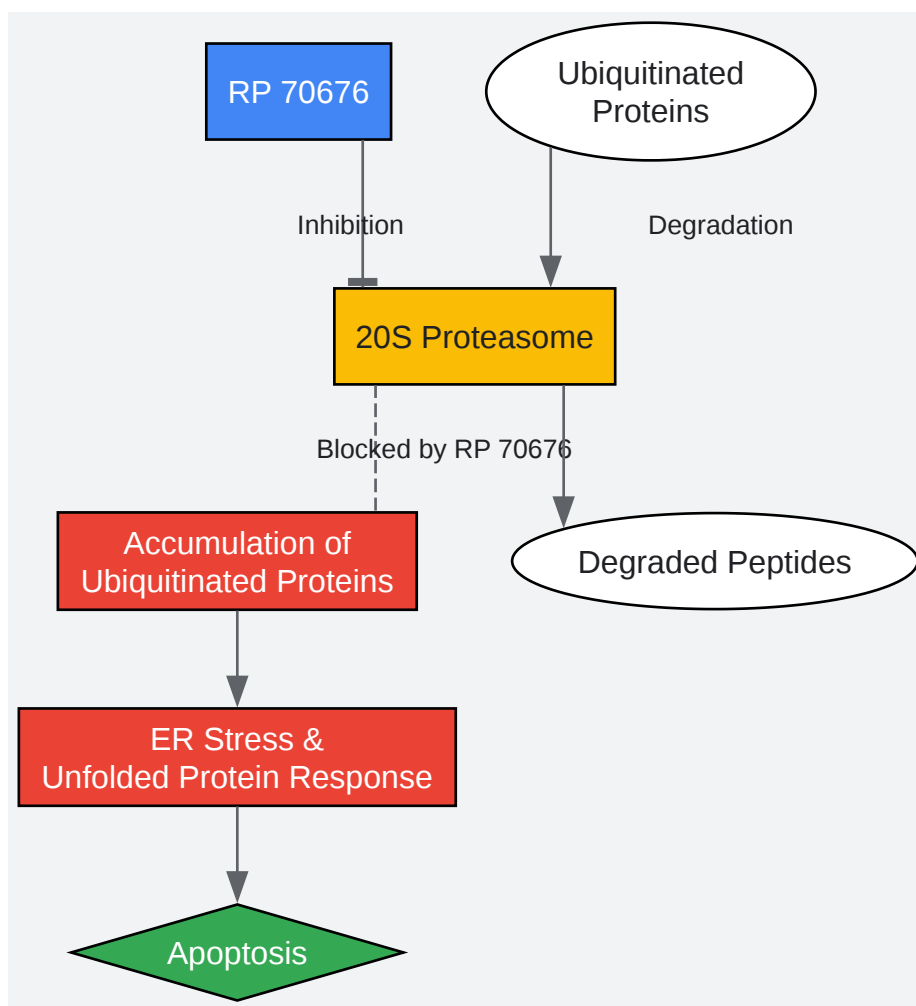 RP 70676
Ubiquitinated
Proteins
Inhibition
Degradation
20S Proteasome
Blocked by RP 70676
Accumulation of
Ubiquitinated Proteins
Degraded Peptides
ER Stress &
Unfolded Protein Response
Apoptosis